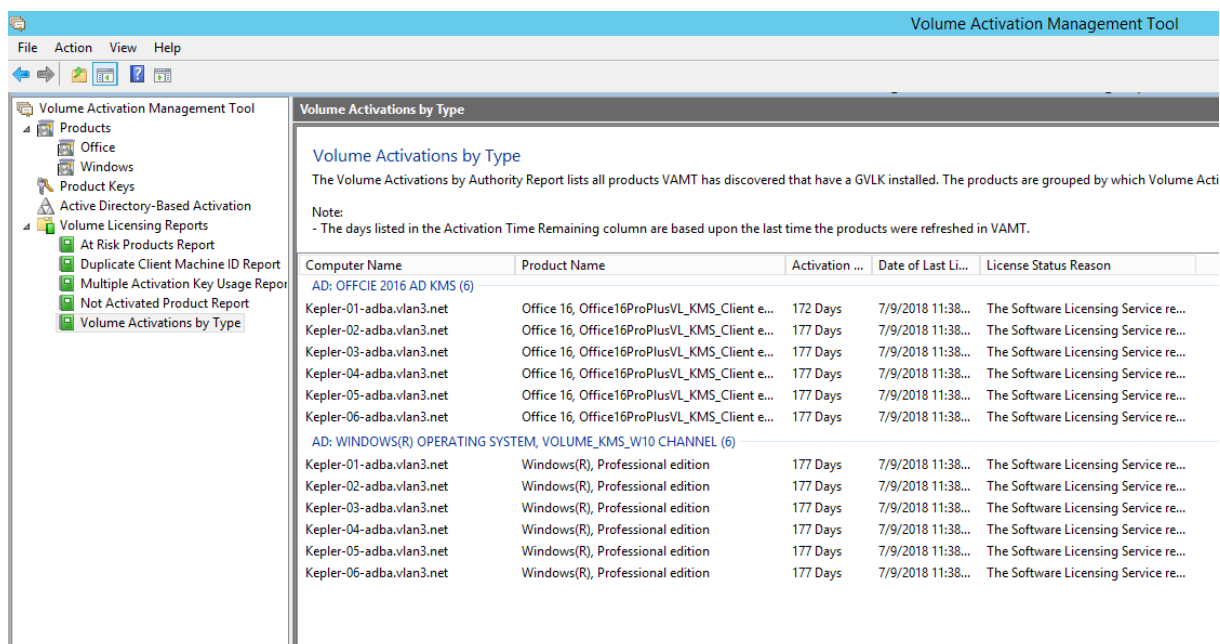 Volume Activation Management Tool
File Action View Help
Volume Activation Management Tool
Products
Office
Windows
Product Keys
Active Directory-Based Activation
Volume Licensing Reports
At Risk Products Report
Duplicate Client Machine ID Report
Multiple Activation Key Usage Repor
Not Activated Product Report
Volume Activations by Type
Volume Activations by Type
Volume Activations by Type
The Volume Activations by Authority Report lists all products VAMT has discovered that have a GVLK installed. The products are grouped by which Volume Acti
Note:
- The days listed in the Activation Time Remaining column are based upon the last time the products were refreshed in VAMT.
Computer Name Product Name Activation ... Date of Last Li... License Status Reason
AD: OFFCIE 2016 AD KMS (6)
Kepler-01-adba.vlan3.net Office 16, Office16ProPlusVL_KMS_Client e... 172 Days 7/9/2018 11:38... The Software Licensing Service re...
Kepler-02-adba.vlan3.net Office 16, Office16ProPlusVL_KMS_Client e... 177 Days 7/9/2018 11:38... The Software Licensing Service re...
Kepler-03-adba.vlan3.net Office 16, Office16ProPlusVL_KMS_Client e... 177 Days 7/9/2018 11:38... The Software Licensing Service re...
Kepler-04-adba.vlan3.net Office 16, Office16ProPlusVL_KMS_Client e... 177 Days 7/9/2018 11:38... The Software Licensing Service re...
Kepler-05-adba.vlan3.net Office 16, Office16ProPlusVL_KMS_Client e... 177 Days 7/9/2018 11:38... The Software Licensing Service re...
Kepler-06-adba.vlan3.net Office 16, Office16ProPlusVL_KMS_Client e... 177 Days 7/9/2018 11:38... The Software Licensing Service re...
AD: WINDOWS(R) OPERATING SYSTEM, VOLUME_KMS_W10 CHANNEL (6)
Kepler-01-adba.vlan3.net Windows(R), Professional edition 177 Days 7/9/2018 11:38... The Software Licensing Service re...
Kepler-02-adba.vlan3.net Windows(R), Professional edition 177 Days 7/9/2018 11:38... The Software Licensing Service re...
Kepler-03-adba.vlan3.net Windows(R), Professional edition 177 Days 7/9/2018 11:38... The Software Licensing Service re...
Kepler-04-adba.vlan3.net Windows(R), Professional edition 177 Days 7/9/2018 11:38... The Software Licensing Service re...
Kepler-05-adba.vlan3.net Windows(R), Professional edition 177 Days 7/9/2018 11:38... The Software Licensing Service re...
Kepler-06-adba.vlan3.net Windows(R), Professional edition 177 Days 7/9/2018 11:38... The Software Licensing Service re...